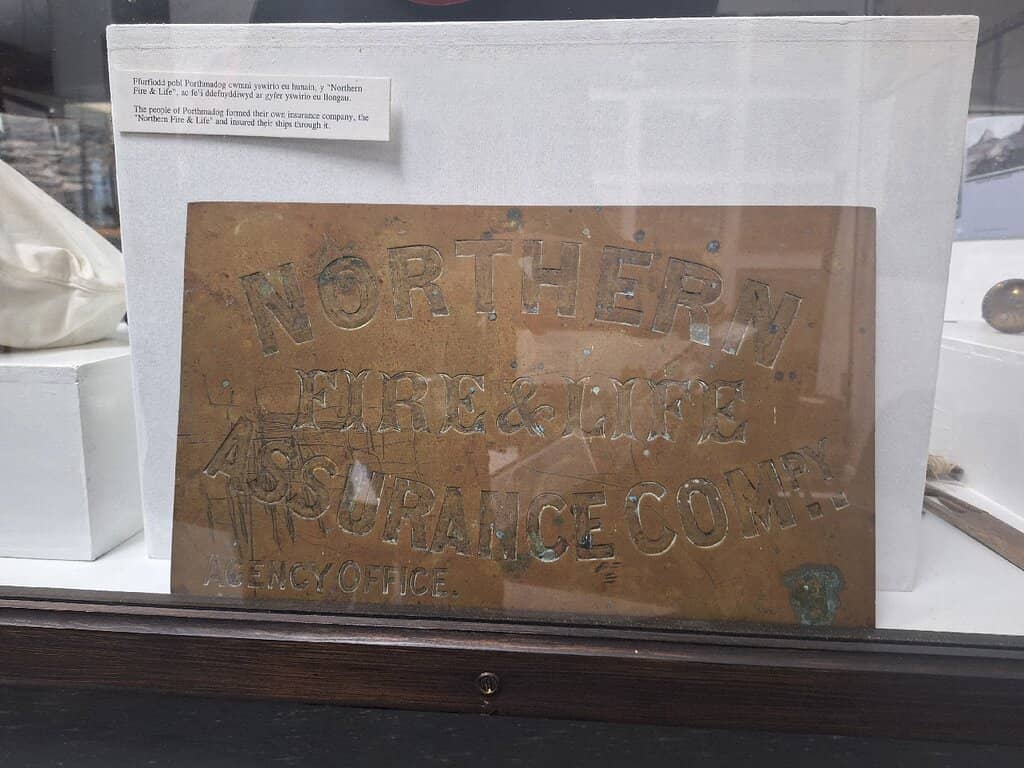 Ffurfiodd pobl Porthmadog cwmni yswirio eu hunain, y "Northern
Fire & Life", ac fe'i ddefnyddiwyd ar gyfer yswirio eu llongau.
The people of Porthmadog formed their own insurance company, the
"Northern Fire & Life" and insured their ships through it.
NORTHERN
FIRE & LIFE
ASSURANCE COMPY.
AGENCY OFFICE.